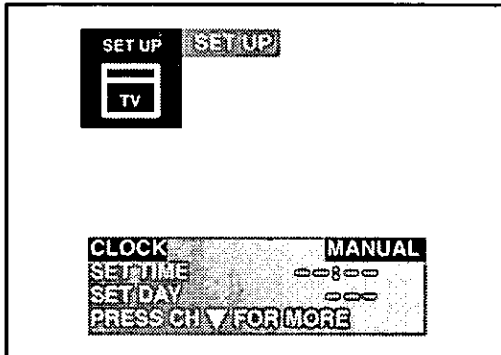 SET UP SET UP
TV
CLOCK MANUAL
SET TIME --:--
SET DAY ---
PRESS CH ▼ FOR MORE